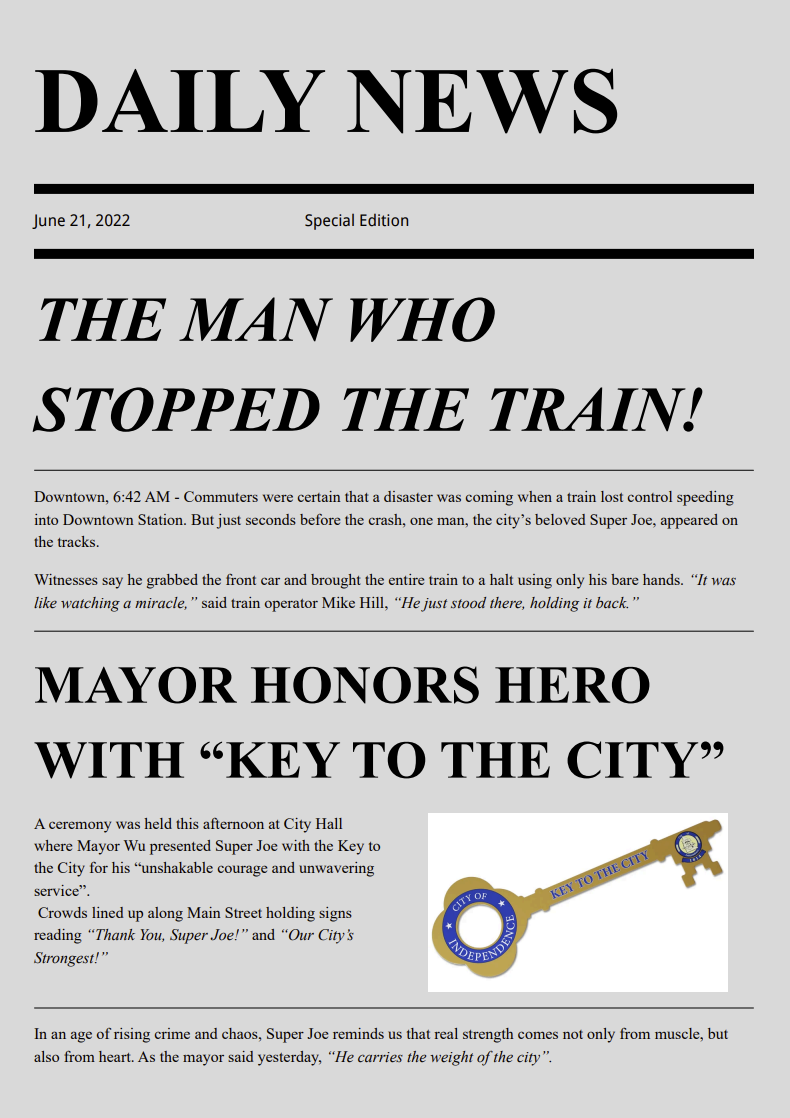 DAILY NEWS
June 21, 2022 Special Edition
THE MAN WHO
STOPPED THE TRAIN!
Downtown, 6:42 AM - Commuters were certain that a disaster was coming when a train lost control speeding
into Downtown Station. But just seconds before the crash, one man, the city’s beloved Super Joe, appeared on
the tracks.
Witnesses say he grabbed the front car and brought the entire train to a halt using only his bare hands. “It was
like watching a miracle,” said train operator Mike Hill, “He just stood there, holding it back.”
MAYOR HONORS HERO
WITH “KEY TO THE CITY”
A ceremony was held this afternoon at City Hall
where Mayor Wu presented Super Joe with the Key to
the City for his “unshakable courage and unwavering
service”.
Crowds lined up along Main Street holding signs
reading “Thank You, Super Joe!” and “Our City’s
Strongest!”
KEY TO THE CITY
CITY OF
INDEPENDENCE
In an age of rising crime and chaos, Super Joe reminds us that real strength comes not only from muscle, but
also from heart. As the mayor said yesterday, “He carries the weight of the city”.